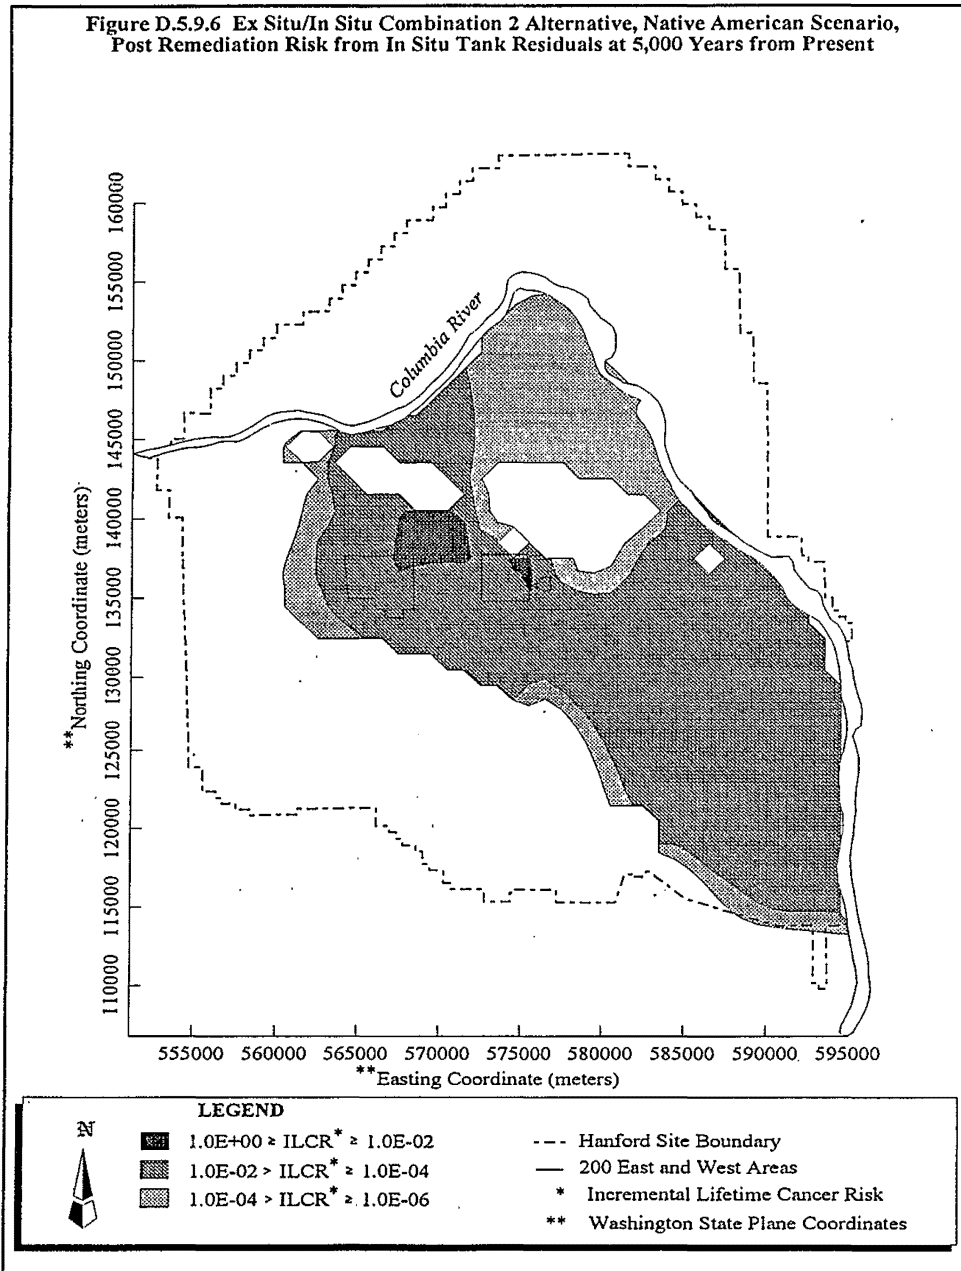 Figure D.5.9.6 Ex Situ/In Situ Combination 2 Alternative, Native American Scenario,
Post Remediation Risk from In Situ Tank Residuals at 5,000 Years from Present
160000
155000
150000
145000
140000
135000
130000
125000
120000
115000
110000
**Northing Coordinate (meters)
Columbia River
555000 560000 565000 570000 575000 580000 585000 590000 595000
**Easting Coordinate (meters)
N
LEGEND
1.0E+00 ≥ ILCR* ≥ 1.0E-02
1.0E-02 > ILCR* ≥ 1.0E-04
1.0E-04 > ILCR* ≥ 1.0E-06
--- Hanford Site Boundary
— 200 East and West Areas
* Incremental Lifetime Cancer Risk
** Washington State Plane Coordinates